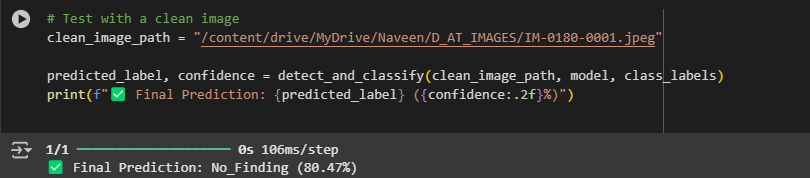 # Test with a clean image
clean_image_path = "/content/drive/MyDrive/Naveen/D_AT_IMAGES/IM-0180-0001.jpeg"
predicted_label, confidence = detect_and_classify(clean_image_path, model, class_labels)
print(f"✅ Final Prediction: {predicted_label} ({confidence:.2f}%)")
1/1 ━━━━━━━━━━━━━━━━━━━━ 0s 106ms/step
✅ Final Prediction: No_Finding (80.47%)